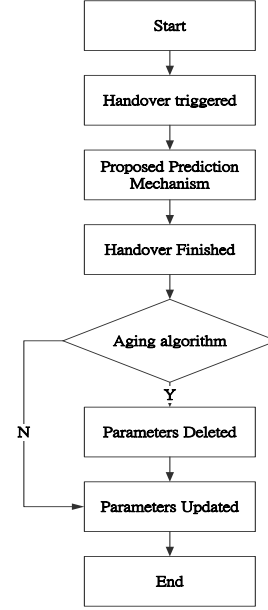 Start
Handover triggered
Proposed Prediction
Mechanism
Handover Finished
Aging algorithm
Y
N
Parameters Deleted
Parameters Updated
End